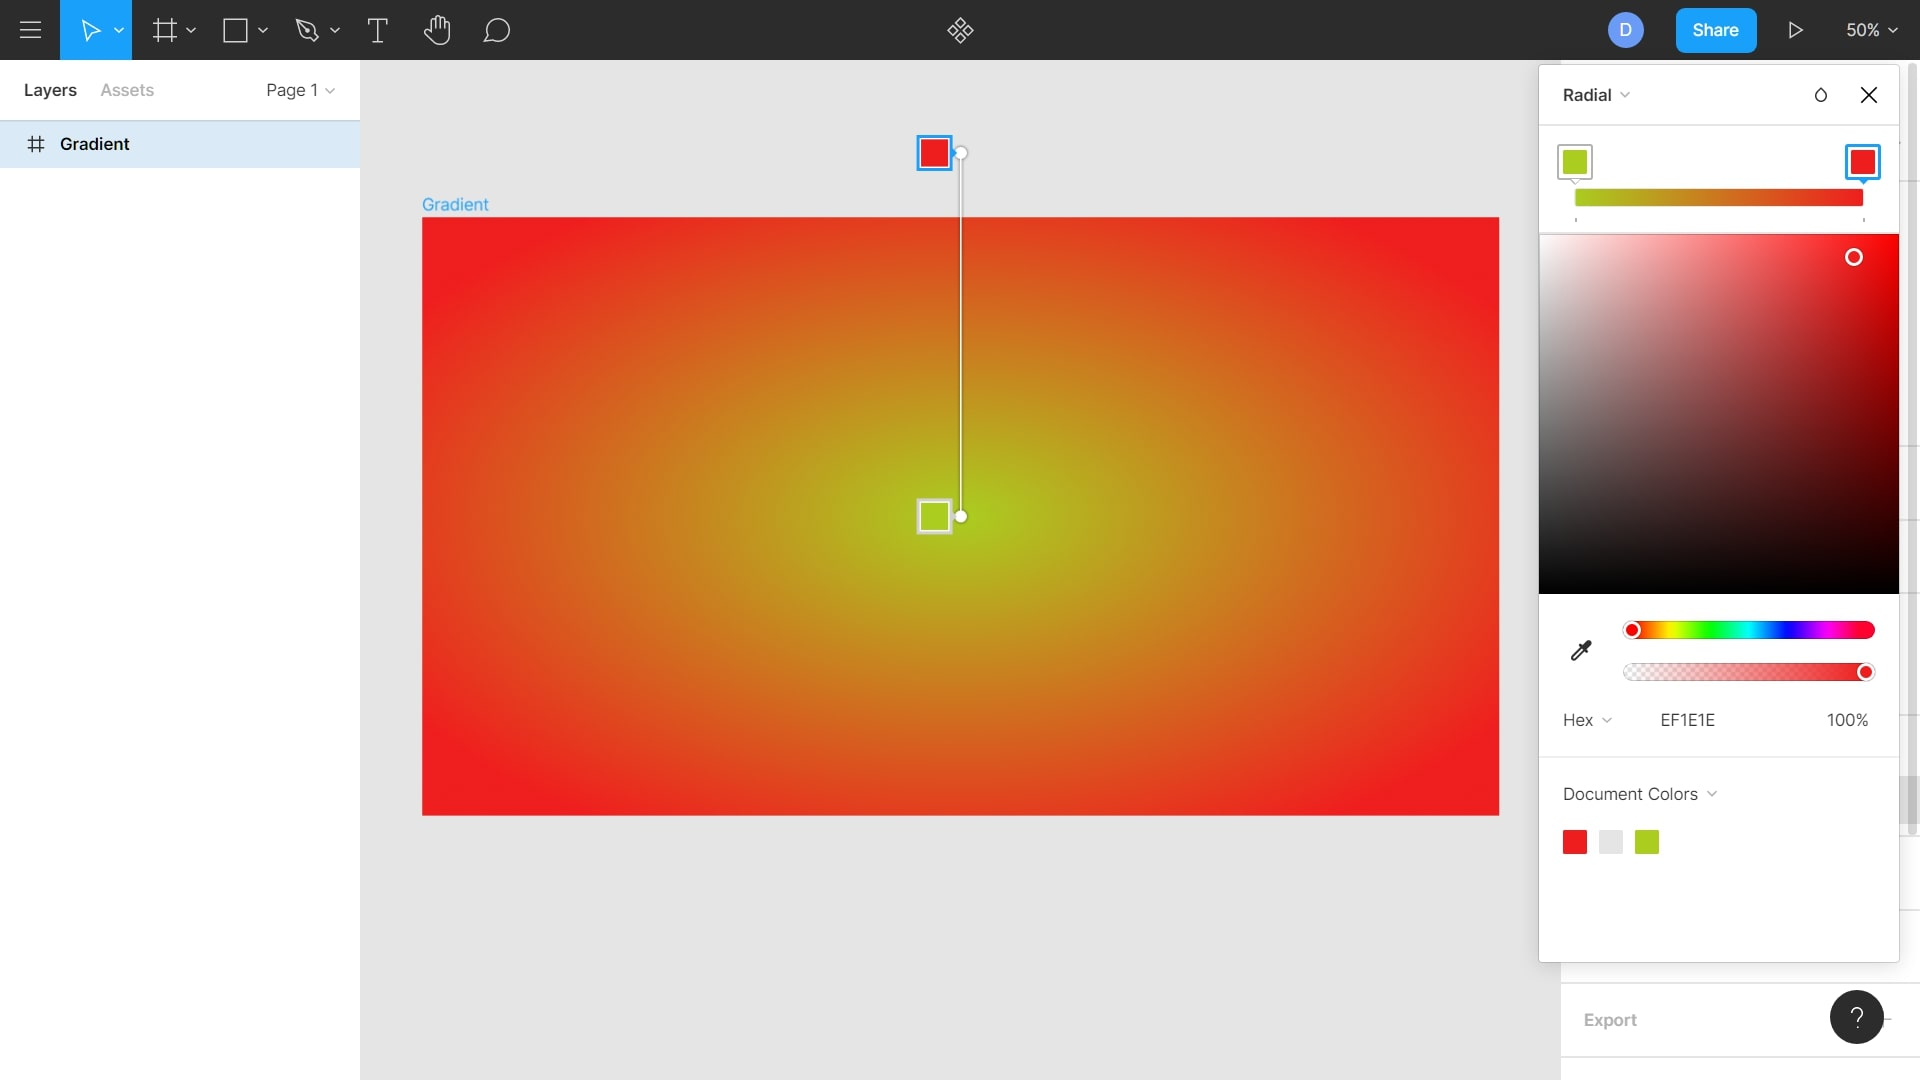 D
Share
50%
Layers
Assets
Page 1
Gradient
Gradient
Radial
Hex
EF1E1E
100%
Document Colors
Export
?